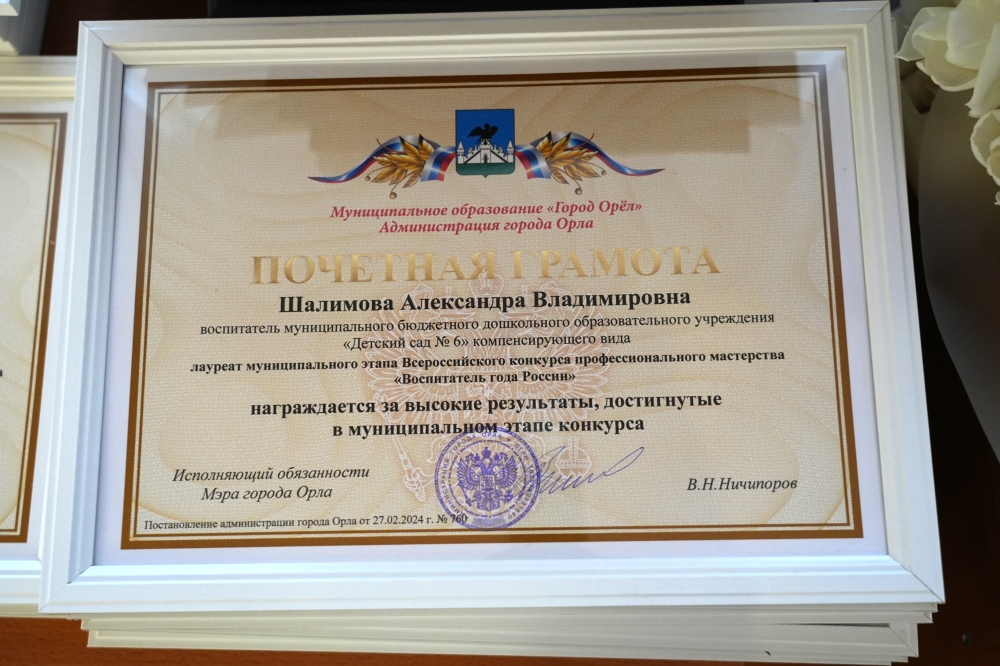 Муниципальное образование «Город Орёл»
Администрация города Орла
ПОЧЕТНАЯ ГРАМОТА
Шалимова Александра Владимировна
воспитатель муниципального бюджетного дошкольного образовательного учреждения
«Детский сад № 6» компенсирующего вида
лауреат муниципального этапа Всероссийского конкурса профессионального мастерства
«Воспитатель года России»
награждается за высокие результаты, достигнутые
в муниципальном этапе конкурса
Исполняющий обязанности
Мэра города Орла
В.Н.Ничипоров
Постановление администрации города Орла от 27.02.2024 г. № 760